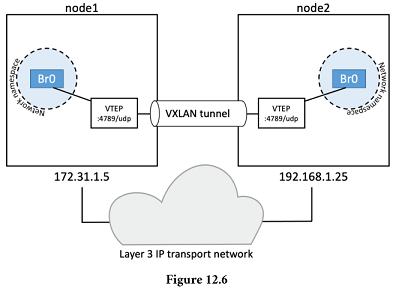 node1
node2
Br0
Network namespace
VTEP
:4789/udp
VXLAN tunnel
VTEP
:4789/udp
Br0
Network namespace
172.31.1.5
192.168.1.25
Layer 3 IP transport network
Figure 12.6